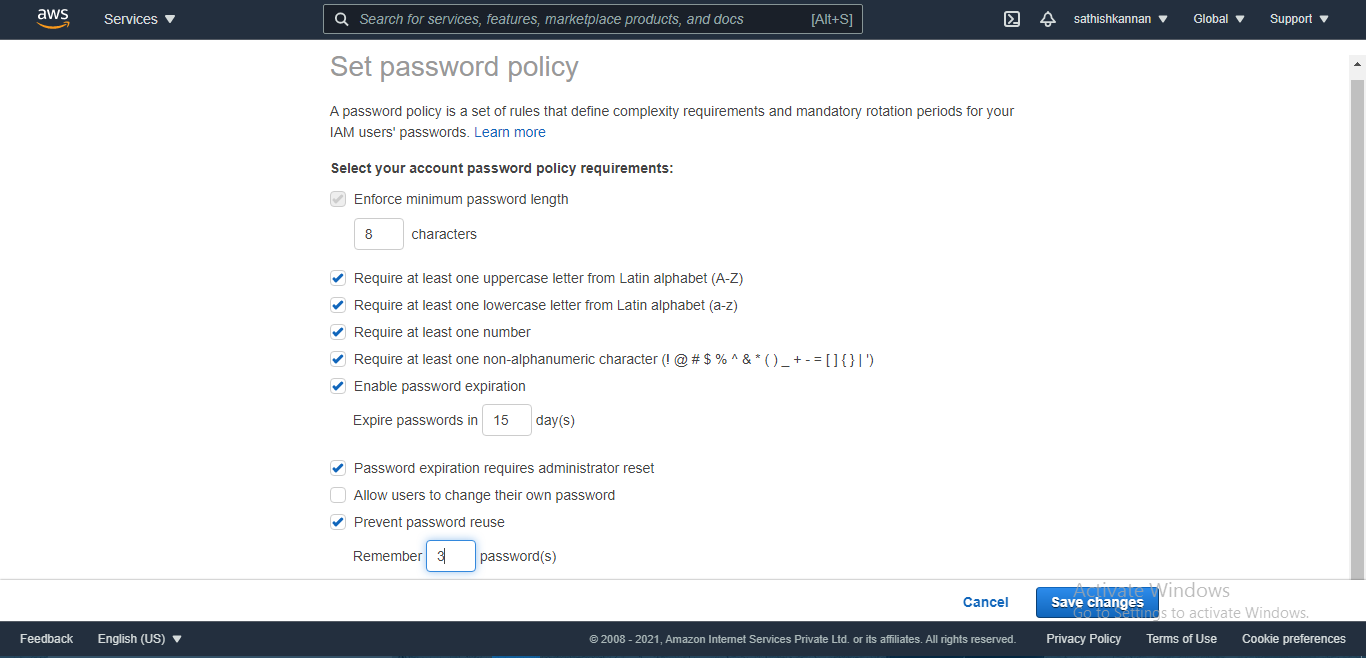 aws Services Search for services, features, marketplace products, and docs [Alt+S] sathishkannan Global Support
Set password policy
A password policy is a set of rules that define complexity requirements and mandatory rotation periods for your
IAM users' passwords. Learn more
Select your account password policy requirements:
Enforce minimum password length
8 characters
Require at least one uppercase letter from Latin alphabet (A-Z)
Require at least one lowercase letter from Latin alphabet (a-z)
Require at least one number
Require at least one non-alphanumeric character (! @ # $ % ^ & * ( ) _ + - = [ ] { } | ')
Enable password expiration
Expire passwords in 15 day(s)
Password expiration requires administrator reset
Allow users to change their own password
Prevent password reuse
Remember 3 password(s)
Activate Windows
Cancel Save changes
Go to Settings to activate Windows.
Feedback English (US) © 2008 - 2021, Amazon Internet Services Private Ltd. or its affiliates. All rights reserved. Privacy Policy Terms of Use Cookie preferences